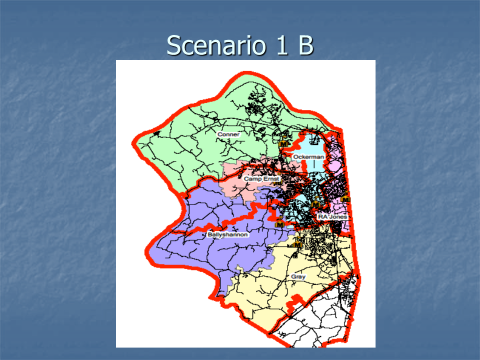 Scenario 1 B
Conner
Ockerman
Camp Ernst
RA Jones
Ballyshannon
Gray